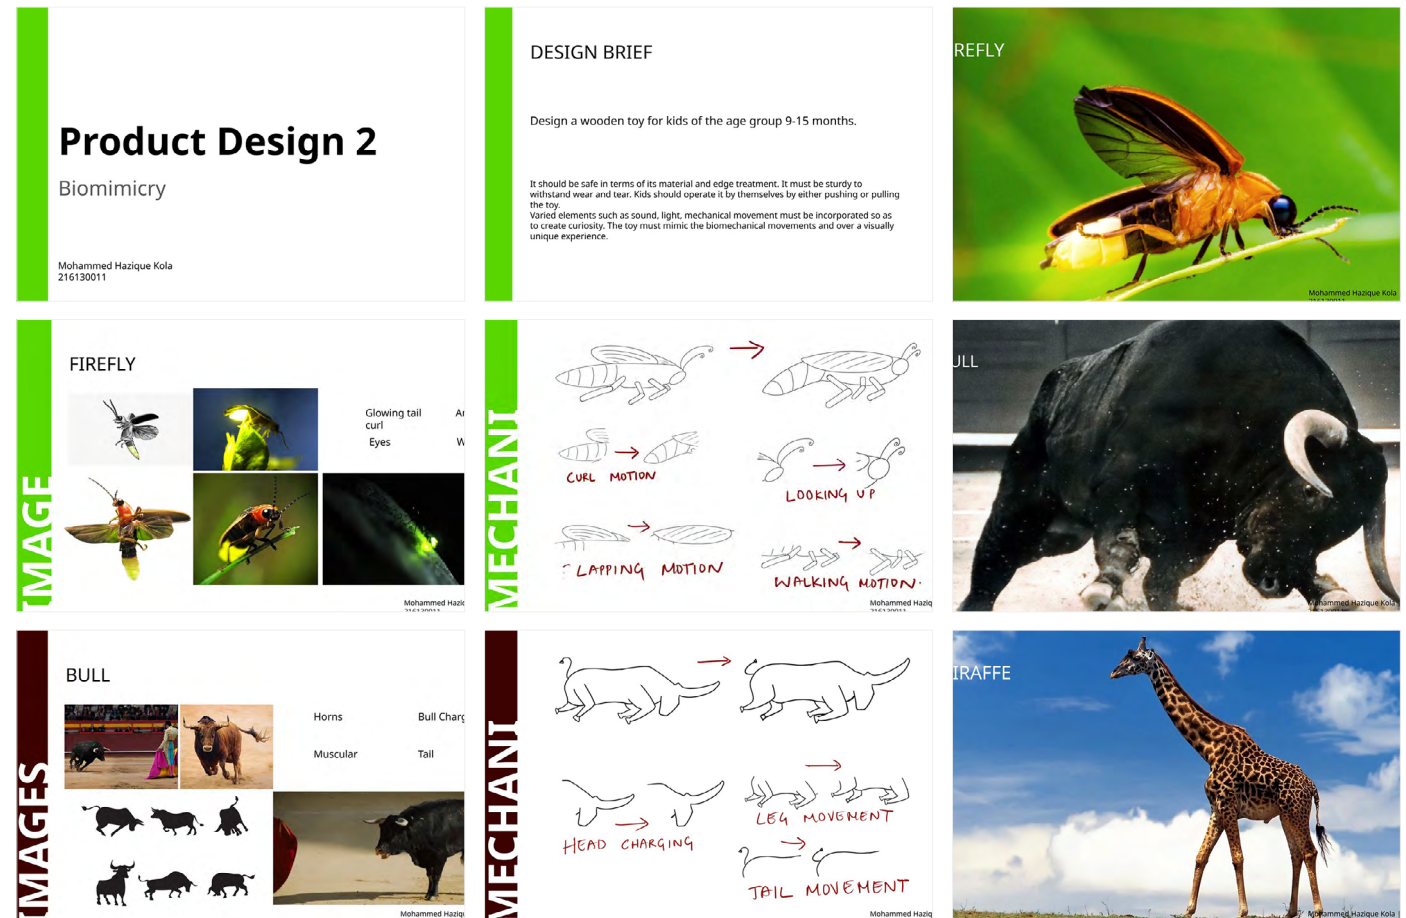 Product Design 2
Biomimicry
Mohammed Hazique Kola
216130011
DESIGN BRIEF
Design a wooden toy for kids of the age group 9-15 months.
It should be safe in terms of its material and edge treatment. It must be sturdy to
withstand wear and tear. Kids should operate it by themselves by either pushing or pulling
the toy.
Varied elements such as sound, light, mechanical movement must be incorporated so as
to create curiosity. The toy must mimic the biomechanical movements and over a visually
unique experience.
REFLY
Mohammed Hazique Kola
IMAGE
FIREFLY
Glowing tail
curl
Eyes
Mohammed Haziq
MECHANI
CURL MOTION
LOOKING UP
LAPPING MOTION
WALKING MOTION.
Mohammed Haziq
ULL
Mohammed Hazique Kola
IMAGES
BULL
Horns
Bull Charg
Muscular
Tail
Mohammed Haziqu
MECHANI
HEAD CHARGING
LEG MOVEMENT
TAIL MOVEMENT
Mohammed Haziq
IRAFFE
Mohammed Hazique Kola